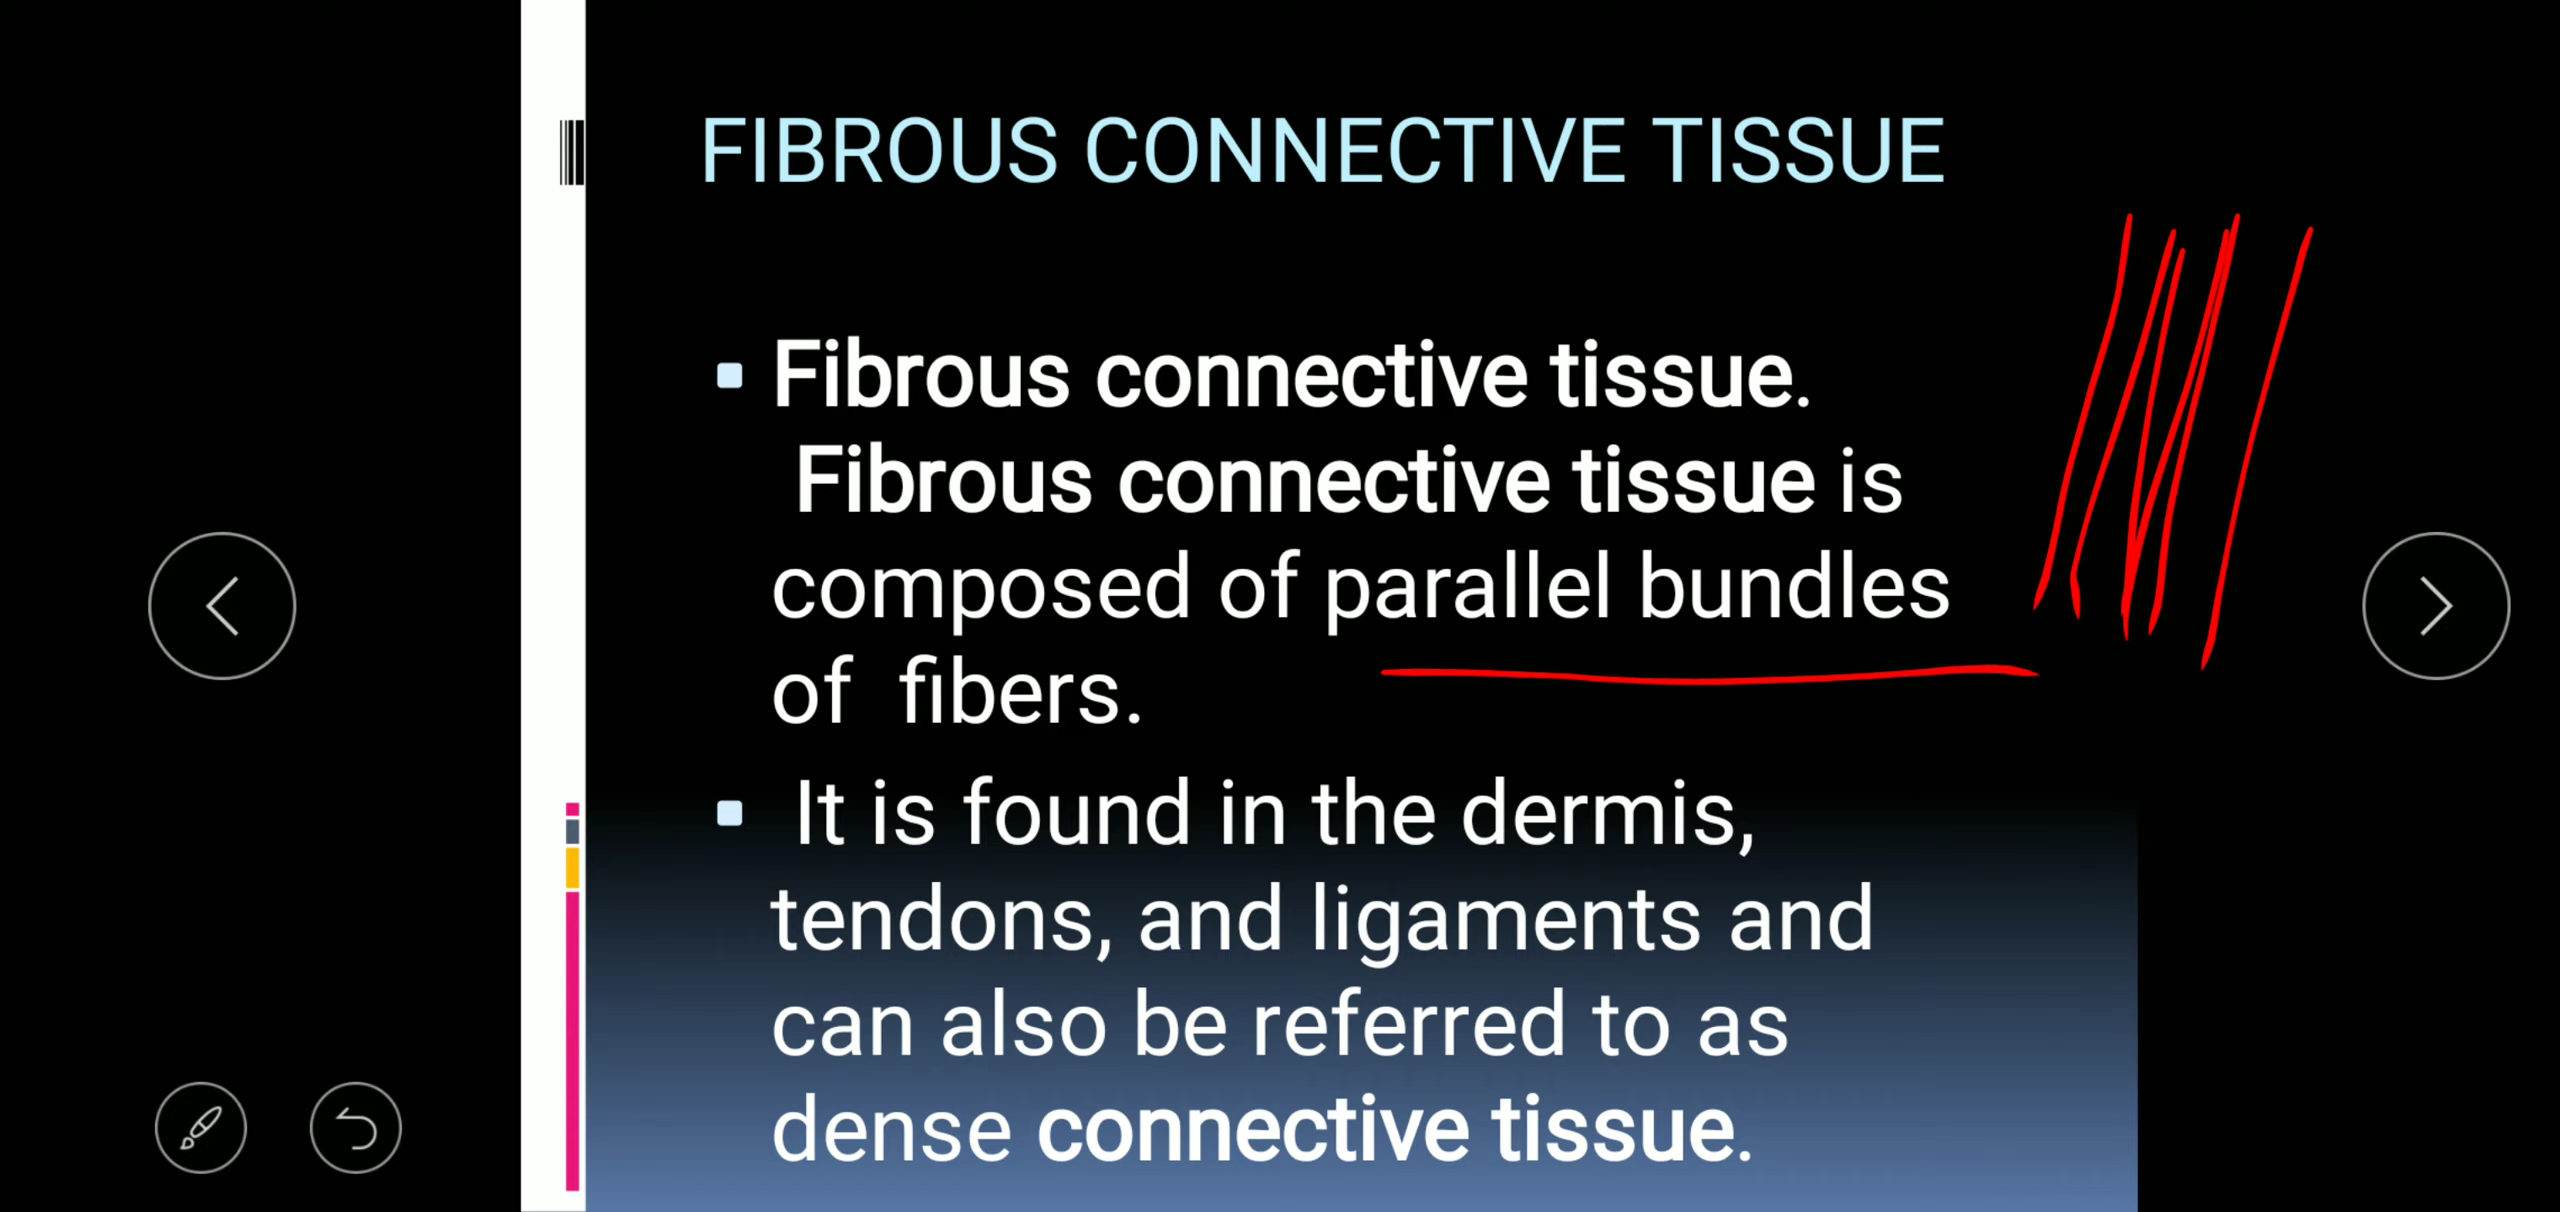 FIBROUS CONNECTIVE TISSUE
Fibrous connective tissue.
Fibrous connective tissue is
composed of parallel bundles
of fibers.
It is found in the dermis,
tendons, and ligaments and
can also be referred to as
dense connective tissue.